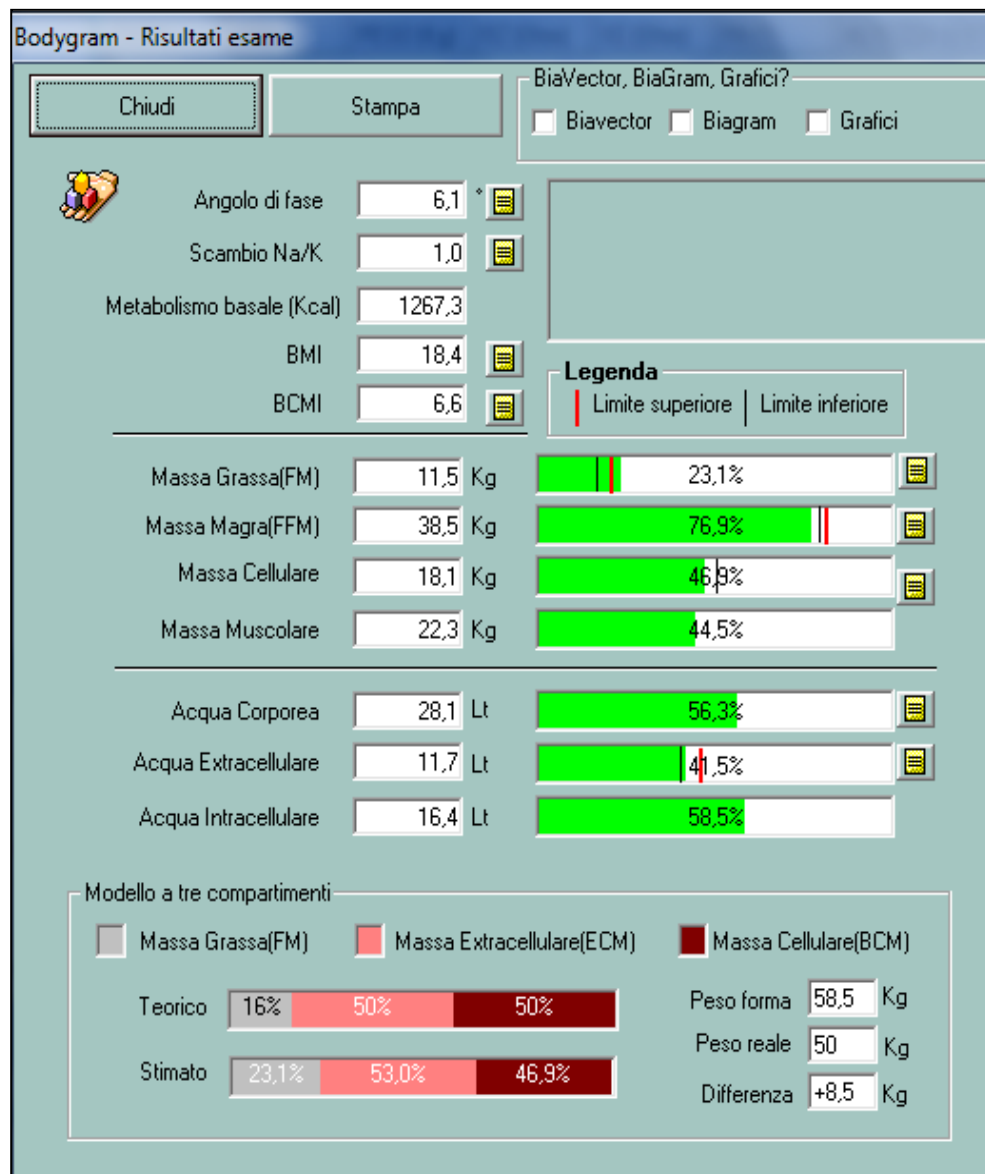 Bodygram - Risultati esame
Chiudi
Stampa
BiaVector, BiaGram, Grafici?
Biavector Biagram Grafici
Angolo di fase 6,1 °
Scambio Na/K 1,0
Metabolismo basale (Kcal) 1267,3
BMI 18,4
BCMI 6,6
Legenda
Limite superiore Limite inferiore
Massa Grassa(FM) 11,5 Kg 23,1%
Massa Magra(FFM) 38,5 Kg 76,9%
Massa Cellulare 18,1 Kg 46,9%
Massa Muscolare 22,3 Kg 44,5%
Acqua Corporea 28,1 Lt 56,3%
Acqua Extracellulare 11,7 Lt 41,5%
Acqua Intracellulare 16,4 Lt 58,5%
Modello a tre compartimenti
Massa Grassa(FM) Massa Extracellulare(ECM) Massa Cellulare(BCM)
Teorico 16% 50% 50%
Stimato 23,1% 53,0% 46,9%
Peso forma 58,5 Kg
Peso reale 50 Kg
Differenza +8,5 Kg